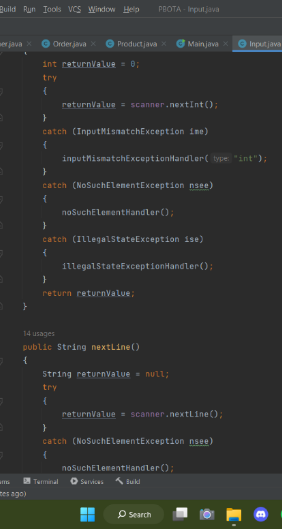 Build Run Tools VCS Window Help PBOTA - Input.java
er.java Order.java Product.java Main.java Input.java
{
int returnValue = 0;
try
{
returnValue = scanner.nextInt();
}
catch (InputMismatchException ime)
{
inputMismatchExceptionHandler( type: "int");
}
catch (NoSuchElementException nsee)
{
noSuchElementHandler();
}
catch (IllegalStateException ise)
{
illegalStateExceptionHandler();
}
return returnValue;
}
14 usages
public String nextLine()
{
String returnValue = null;
try
{
returnValue = scanner.nextLine();
}
catch (NoSuchElementException nsee)
{
noSuchElementHandler();
ems Terminal Services Build
tes ago)
Search